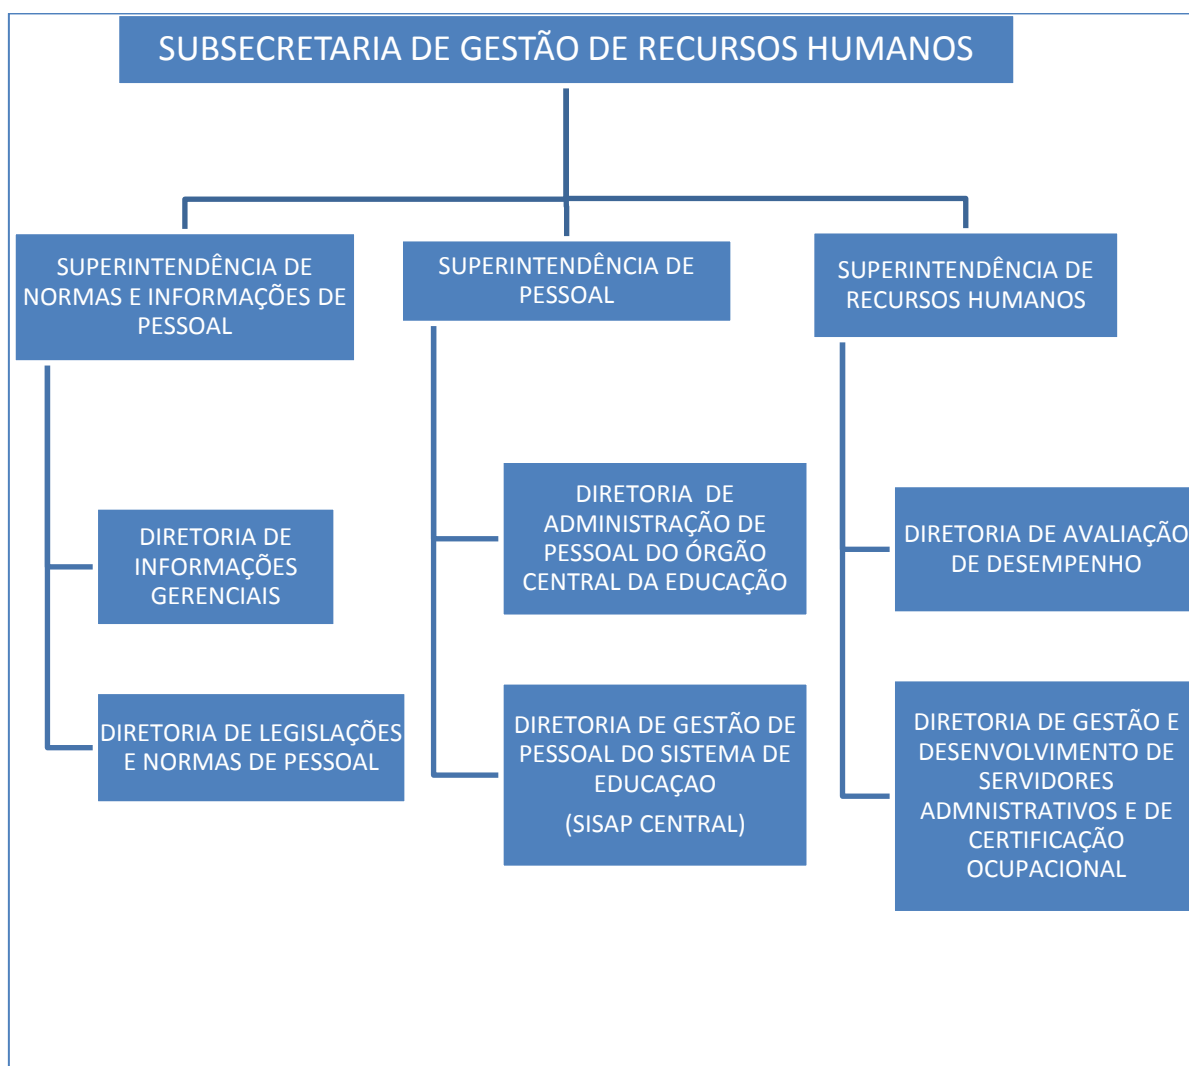 SUBSECRETARIA DE GESTÃO DE RECURSOS HUMANOS
SUPERINTENDÊNCIA DE
NORMAS E INFORMAÇÕES DE
PESSOAL
SUPERINTENDÊNCIA DE
PESSOAL
SUPERINTENDÊNCIA DE
RECURSOS HUMANOS
DIRETORIA DE
INFORMAÇÕES
GERENCIAIS
DIRETORIA DE LEGISLAÇÕES
E NORMAS DE PESSOAL
DIRETORIA DE
ADMINISTRAÇÃO DE
PESSOAL DO ÓRGÃO
CENTRAL DA EDUCAÇÃO
DIRETORIA DE GESTÃO DE
PESSOAL DO SISTEMA DE
EDUCAÇAO
(SISAP CENTRAL)
DIRETORIA DE AVALIAÇÃO
DE DESEMPENHO
DIRETORIA DE GESTÃO E
DESENVOLVIMENTO DE
SERVIDORES
ADMNISTRATIVOS E DE
CERTIFICAÇÃO
OCUPACIONAL